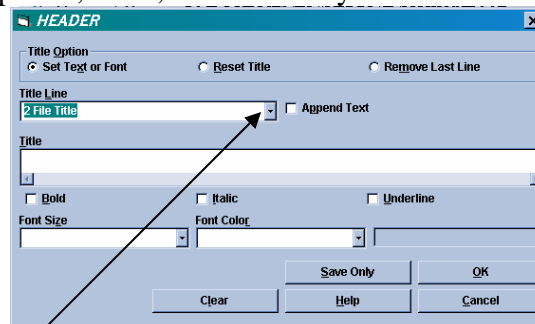 HEADER
Title Option
Set Text or Font Reset Title Remove Last Line
Title Line
2 File Title Append Text
Title
Bold Italic Underline
Font Size Font Color
Save Only OK
Clear Help Cancel